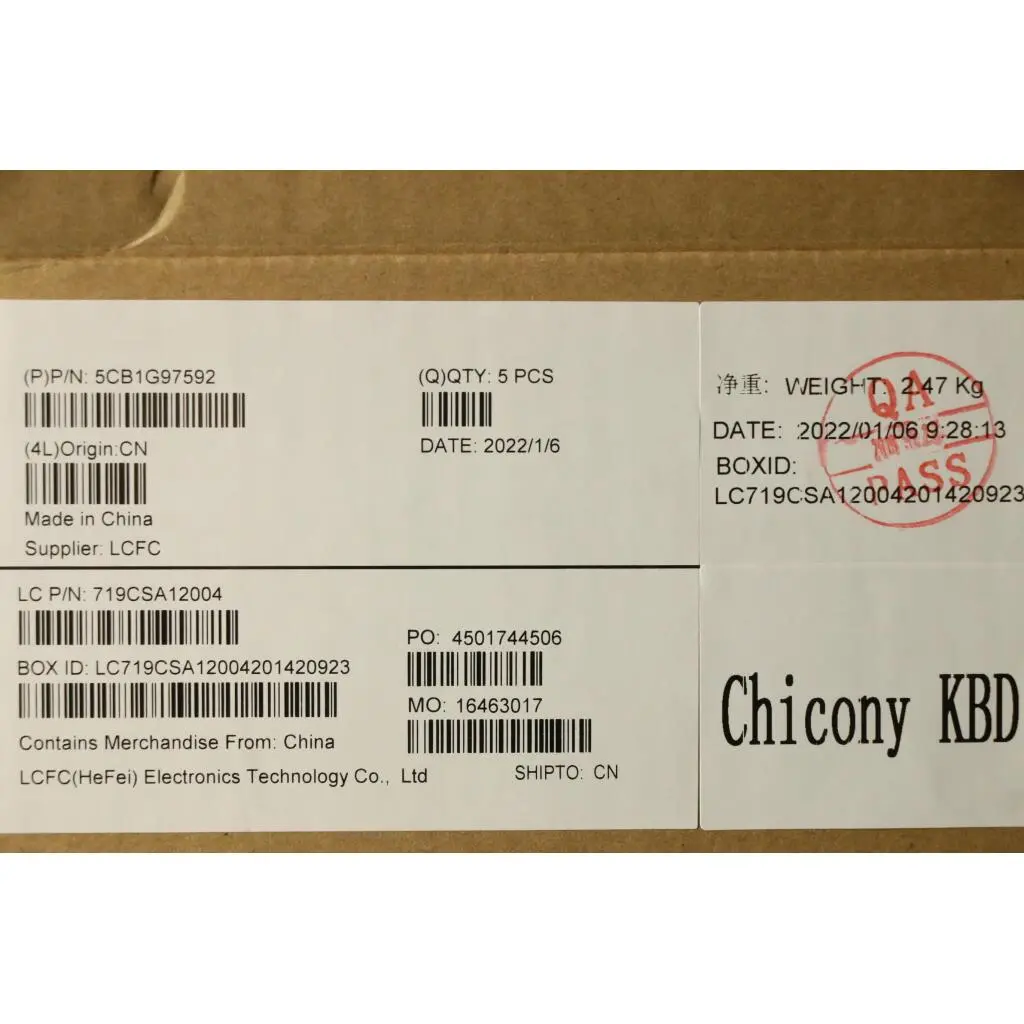 (P)P/N: 5CB1G97592
(4L)Origin:CN
Made in China
Supplier: LCFC
(Q)QTY: 5 PCS
DATE: 2022/1/6
LC P/N: 719CSA12004
BOX ID: LC719CSA12004201420923
Contains Merchandise From: China
LCFC(HeFei) Electronics Technology Co., Ltd
PO: 4501744506
MO: 16463017
SHIPTO: CN
净重: WEIGHT: 2.47 Kg
DATE: 2022/01/06 9:28:13
BOXID:
LC719CSA12004201420923
QA
PASS
Chicony KBD